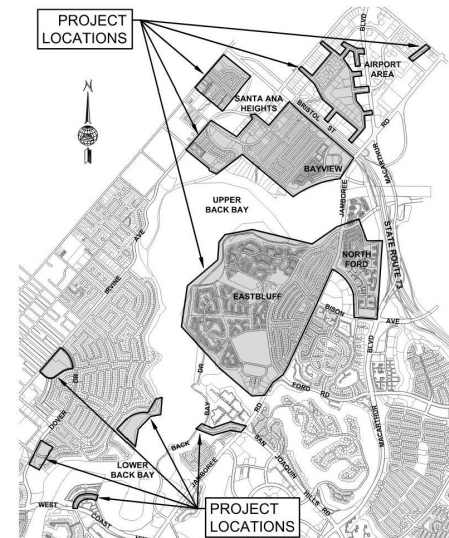 PROJECT
LOCATIONS
BLVD
AIRPORT
AREA
N
SANTA ANA
HEIGHTS
BRISTOL
ST
RD
MACARTHUR
BAYVIEW
JAMBOREE
UPPER
BACK BAY
STATE ROUTE 73
AVE
IRVINE
NORTH
FORD
EASTBLUFF
BISON
AVE
BLVD
DR
DR
FORD RD
MACARTHUR
DOVER
BAY
RD
BACK
SAN
JOAQUIN
HILLS RD
LOWER
BACK BAY
JAMBOREE
WEST
COAST
PROJECT
LOCATIONS